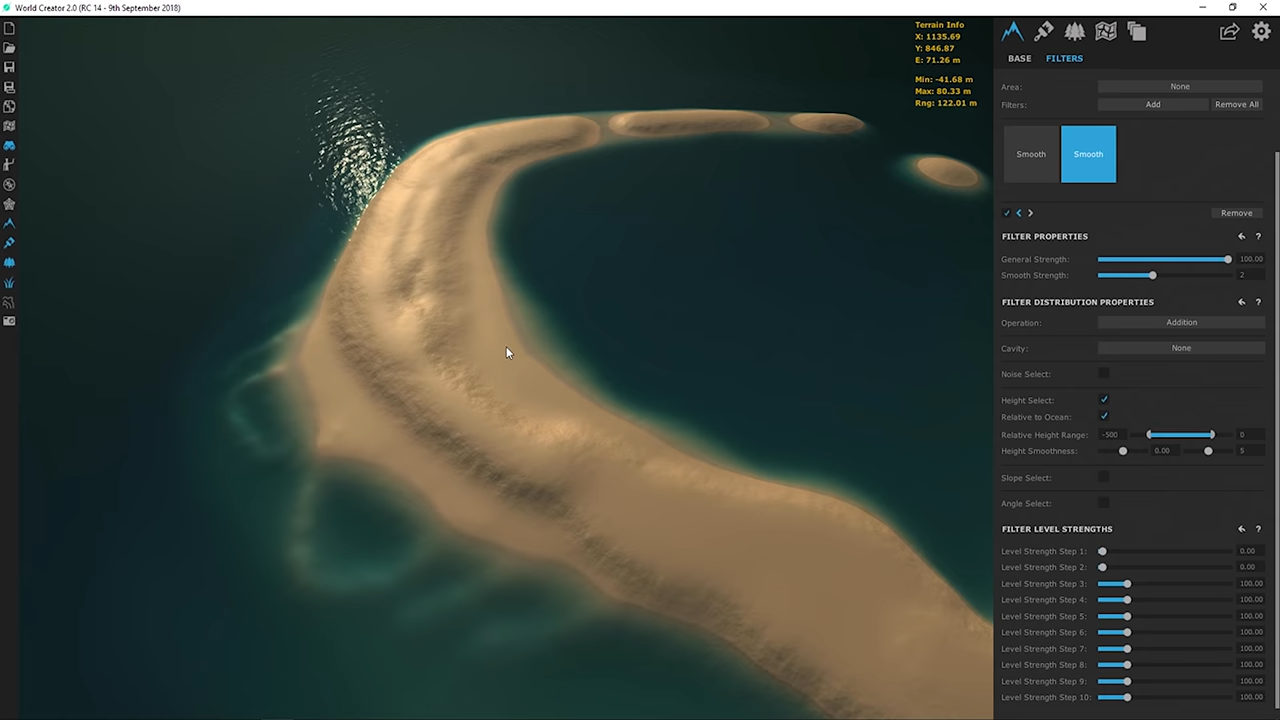 World Creator 2.0 (RC 14 - 9th September 2018)
Terrain Info
X: 1135.69
Y: 846.87
E: 71.26 m
Min: -41.68 m
Max: 80.33 m
Rng: 122.01 m
BASE FILTERS
Area: None
Filters: Add Remove All
Smooth Smooth
Remove
FILTER PROPERTIES ?
General Strength: 100.00
Smooth Strength: 2
FILTER DISTRIBUTION PROPERTIES ?
Operation: Addition
Cavity: None
Noise Select:
Height Select:
Relative to Ocean:
Relative Height Range: -500 0
Height Smoothness: 0.00 5
Slope Select:
Angle Select:
FILTER LEVEL STRENGTHS ?
Level Strength Step 1: 0.00
Level Strength Step 2: 0.00
Level Strength Step 3: 100.00
Level Strength Step 4: 100.00
Level Strength Step 5: 100.00
Level Strength Step 6: 100.00
Level Strength Step 7: 100.00
Level Strength Step 8: 100.00
Level Strength Step 9: 100.00
Level Strength Step 10: 100.00